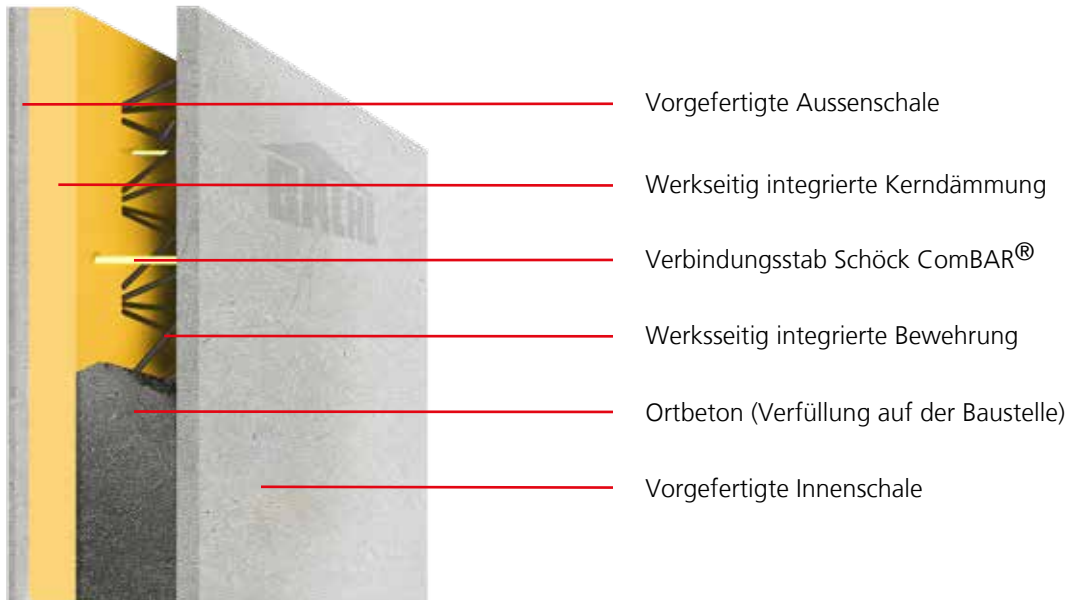 Vorgefertigte Aussenschale
Werkseitig integrierte Kerndämmung
Verbindungsstab Schöck ComBAR®
Werksseitig integrierte Bewehrung
Ortbeton (Verfüllung auf der Baustelle)
Vorgefertigte Innenschale